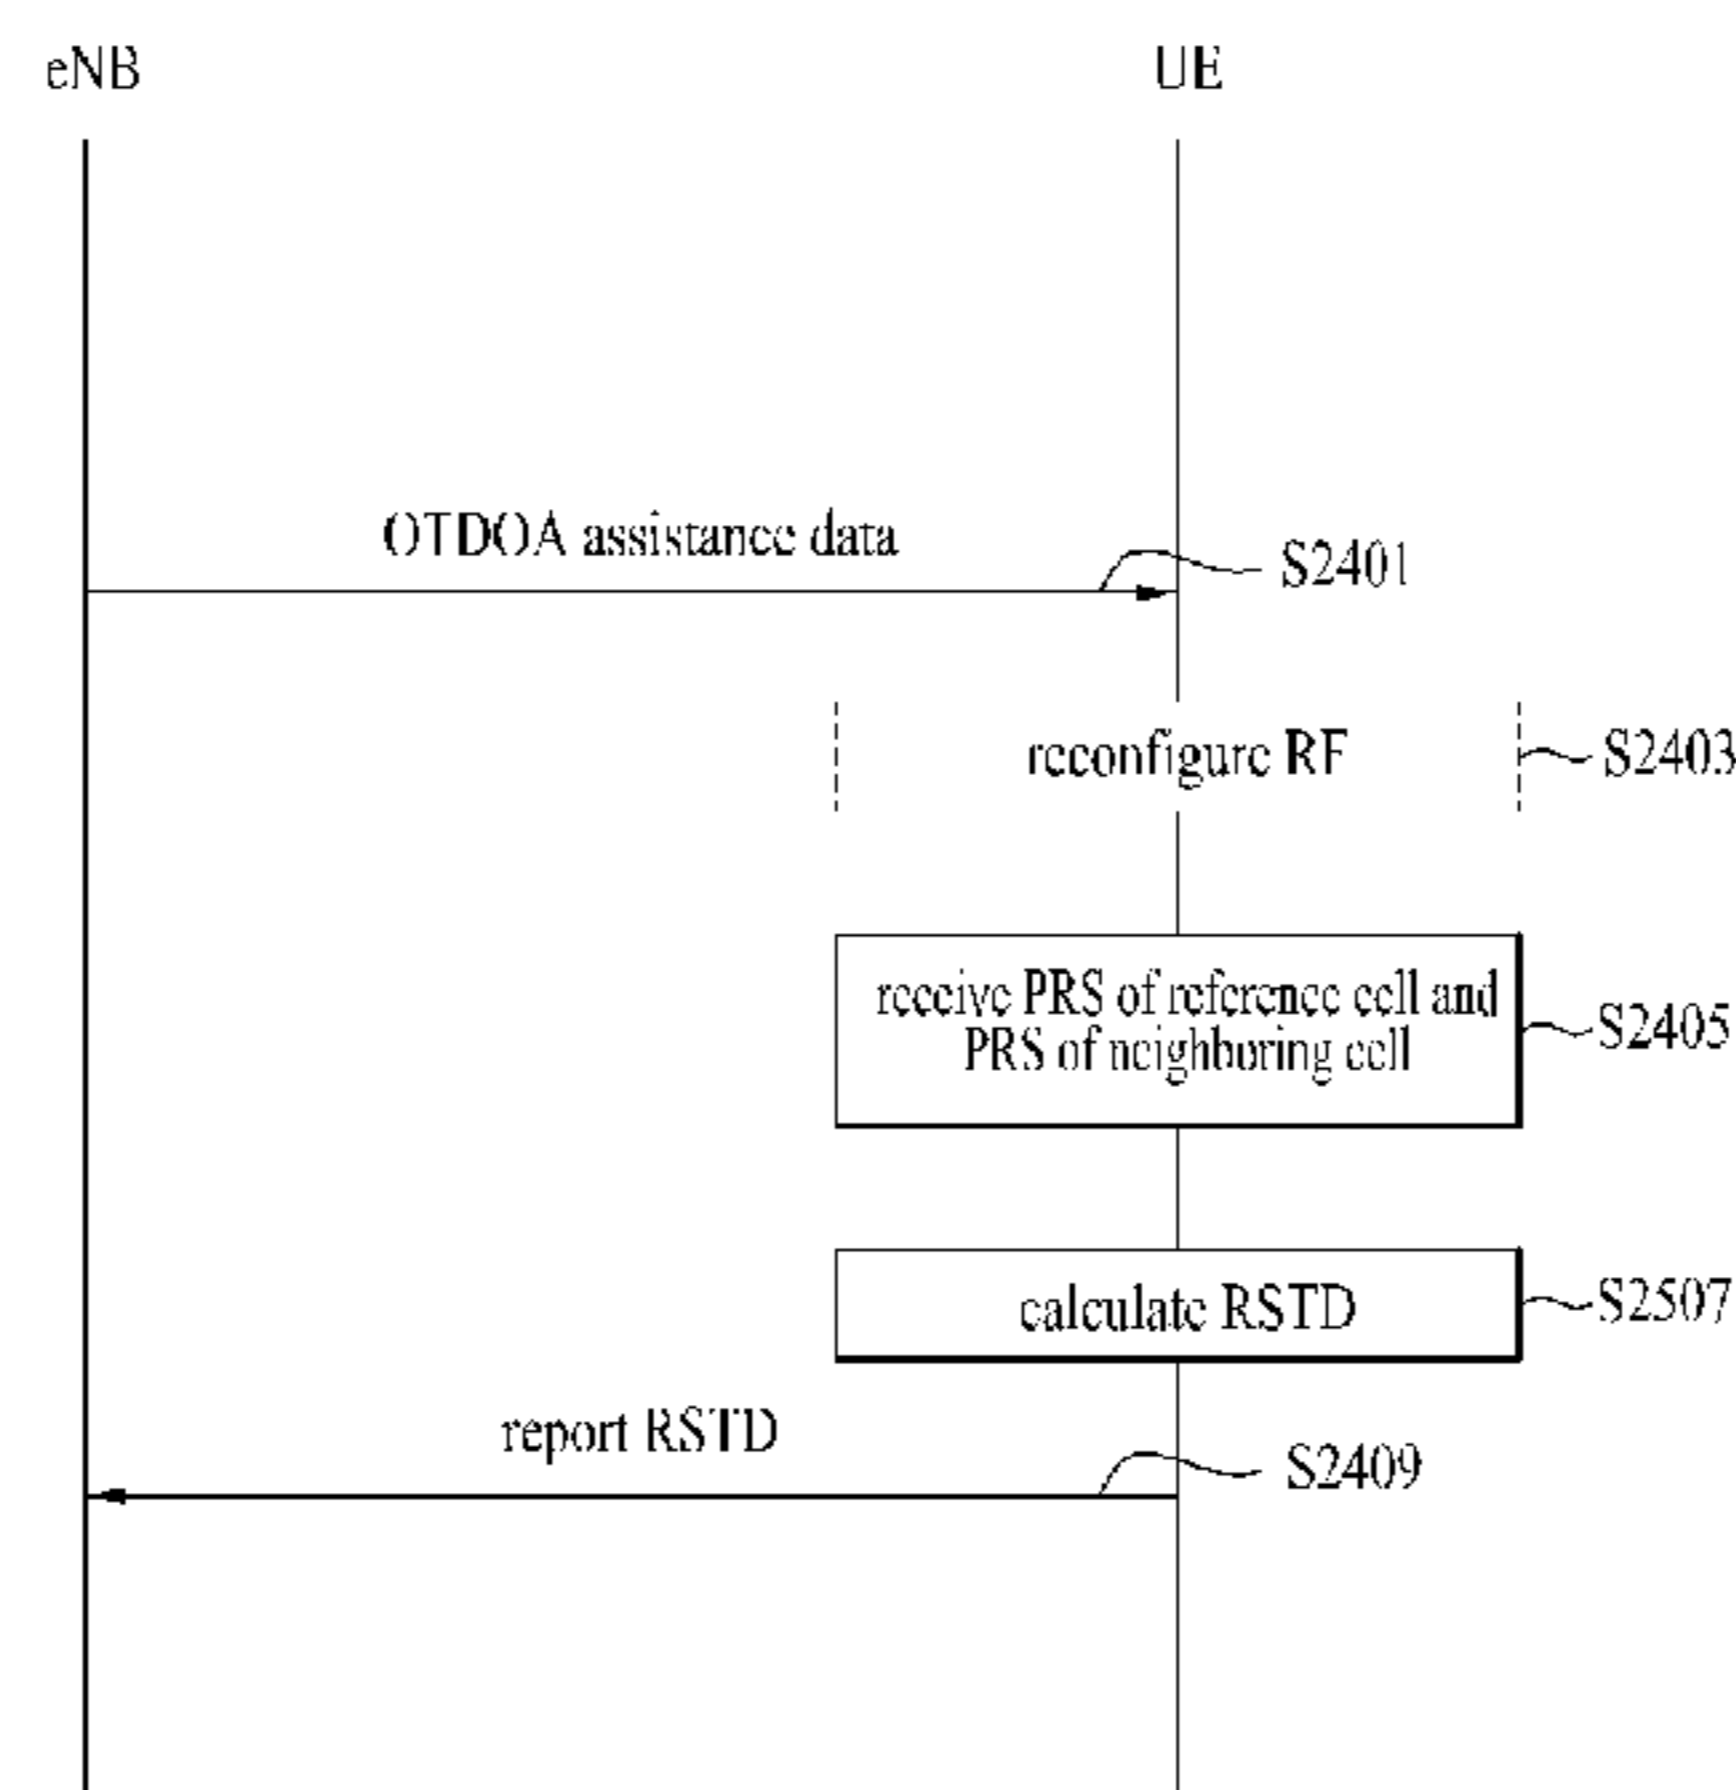 eNB
UE
OTDOA assistance data
S2401
reconfigure RF
S2403
receive PRS of reference cell and
PRS of neighboring cell
S2405
calculate RSTD
S2507
report RSTD
S2409